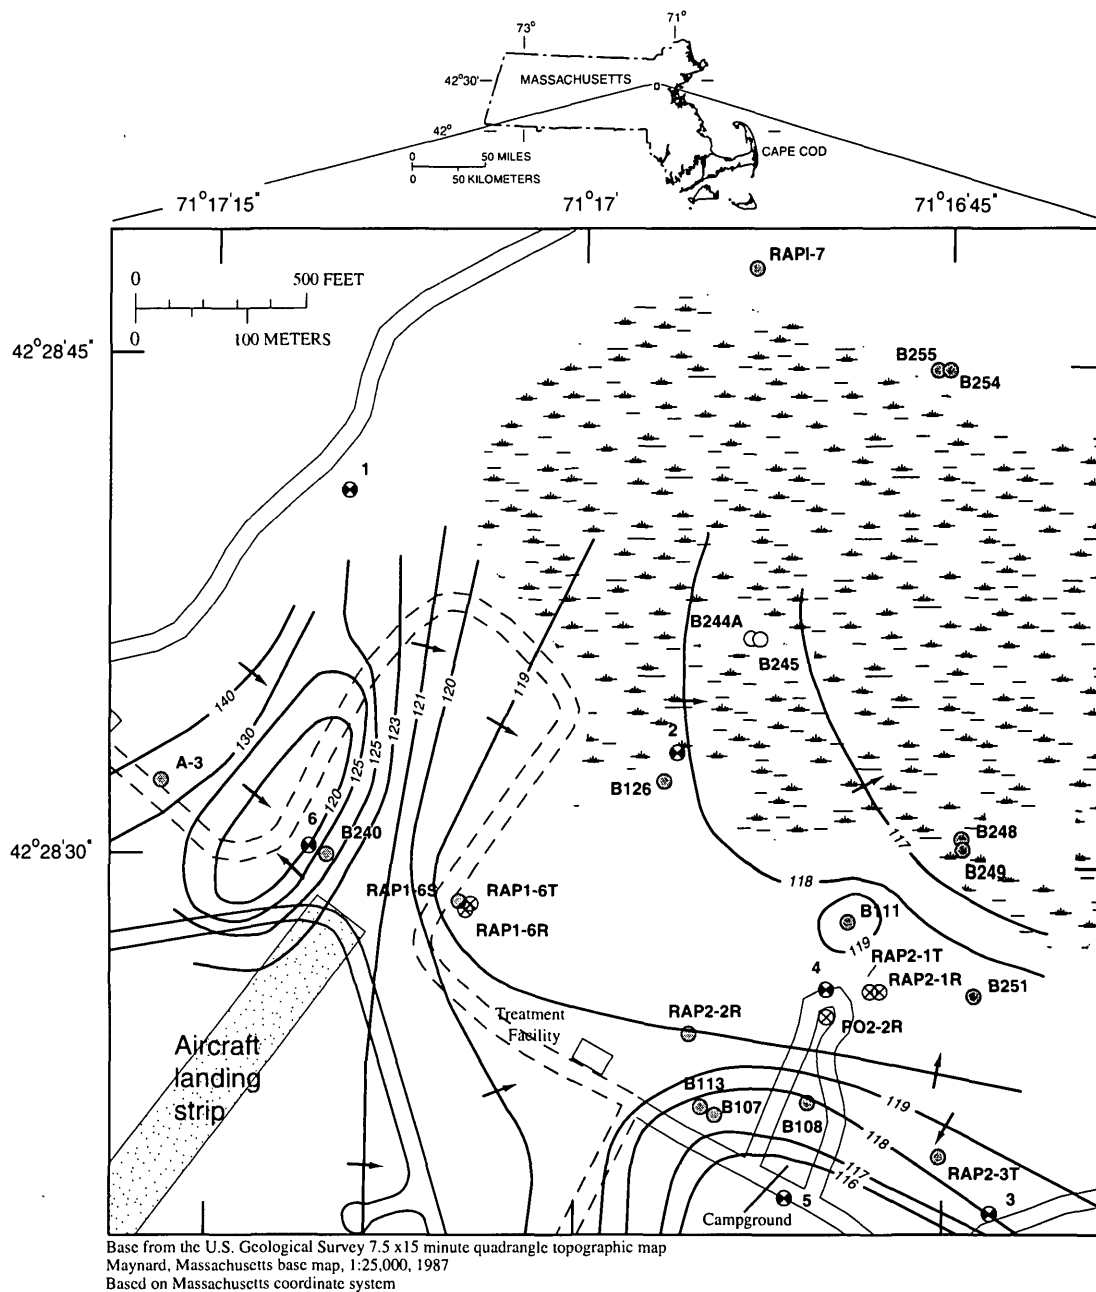 73°
71°
42°30'
MASSACHUSETTS
42°
0 50 MILES
0 50 KILOMETERS
CAPE COD
71°17'15"
71°17'
71°16'45"
0 500 FEET
0 100 METERS
RAPI-7
42°28'45"
B255
B254
1
B244A
B245
140
130
125
125
123
121
120
119
120
A-3
2
B126
6
B240
117
B248
B249
42°28'30"
118
RAP1-6S
RAP1-6T
RAP1-6R
B111
119
RAP2-1T
4
RAP2-1R
B251
RAP2-2R
PO2-2R
Treatment
Facility
Aircraft
landing
strip
B113
B107
B108
119
118
RAP2-3T
117
116
5
3
Campground
Base from the U.S. Geological Survey 7.5 x15 minute quadrangle topographic map
Maynard, Massachusetts base map, 1:25,000, 1987
Based on Massachusetts coordinate system